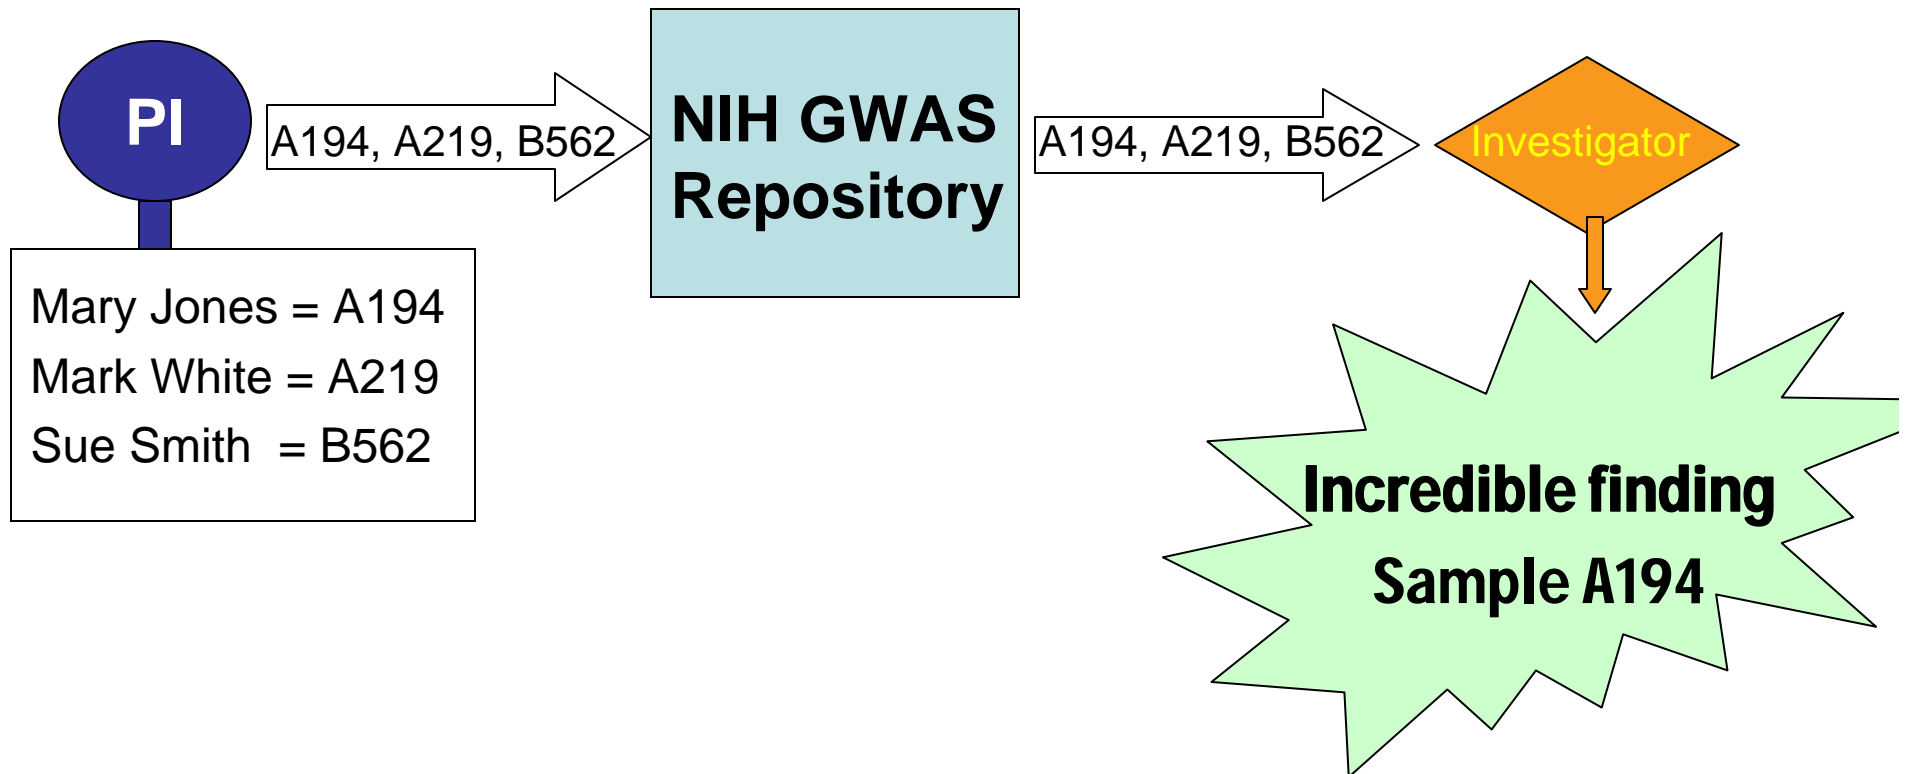 PI
A194, A219, B562
NIH GWAS
Repository
A194, A219, B562
Investigator
Mary Jones = A194
Mark White = A219
Sue Smith = B562
Incredible finding
Sample A194